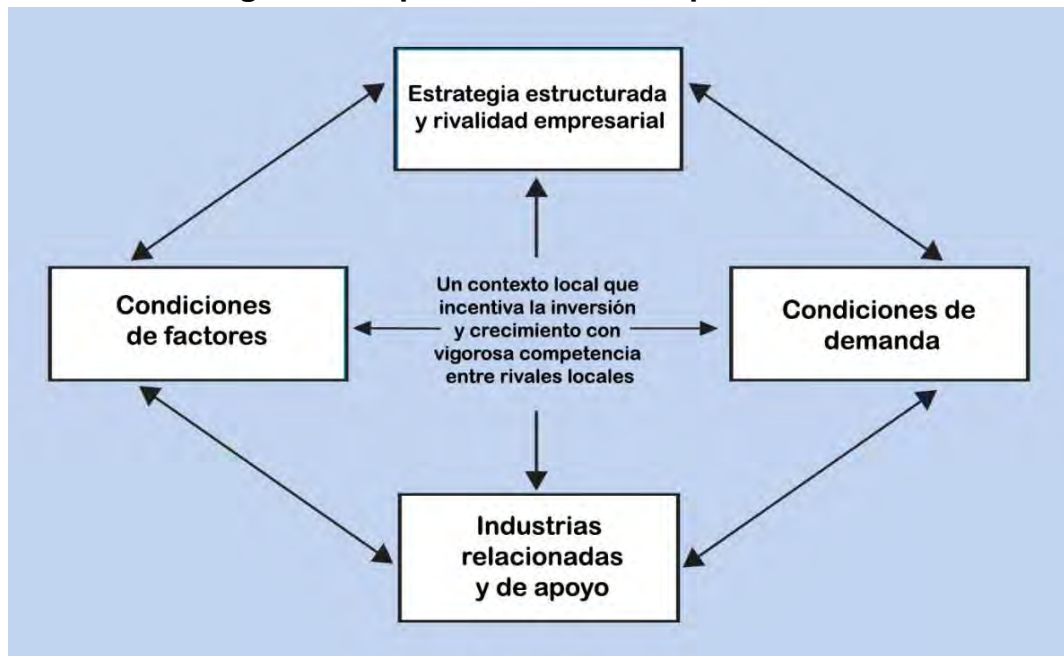 Estrategia estructurada
y rivalidad empresarial
Condiciones
de factores
Un contexto local que
incentiva la inversión
y crecimiento con
vigorosa competencia
entre rivales locales
Condiciones de
demanda
Industrias
relacionadas
y de apoyo